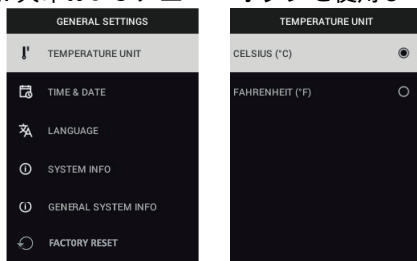 GENERAL SETTINGS
TEMPERATURE UNIT
TIME & DATE
LANGUAGE
SYSTEM INFO
GENERAL SYSTEM INFO
FACTORY RESET
TEMPERATURE UNIT
CELSIUS (°C)
FAHRENHEIT (°F)